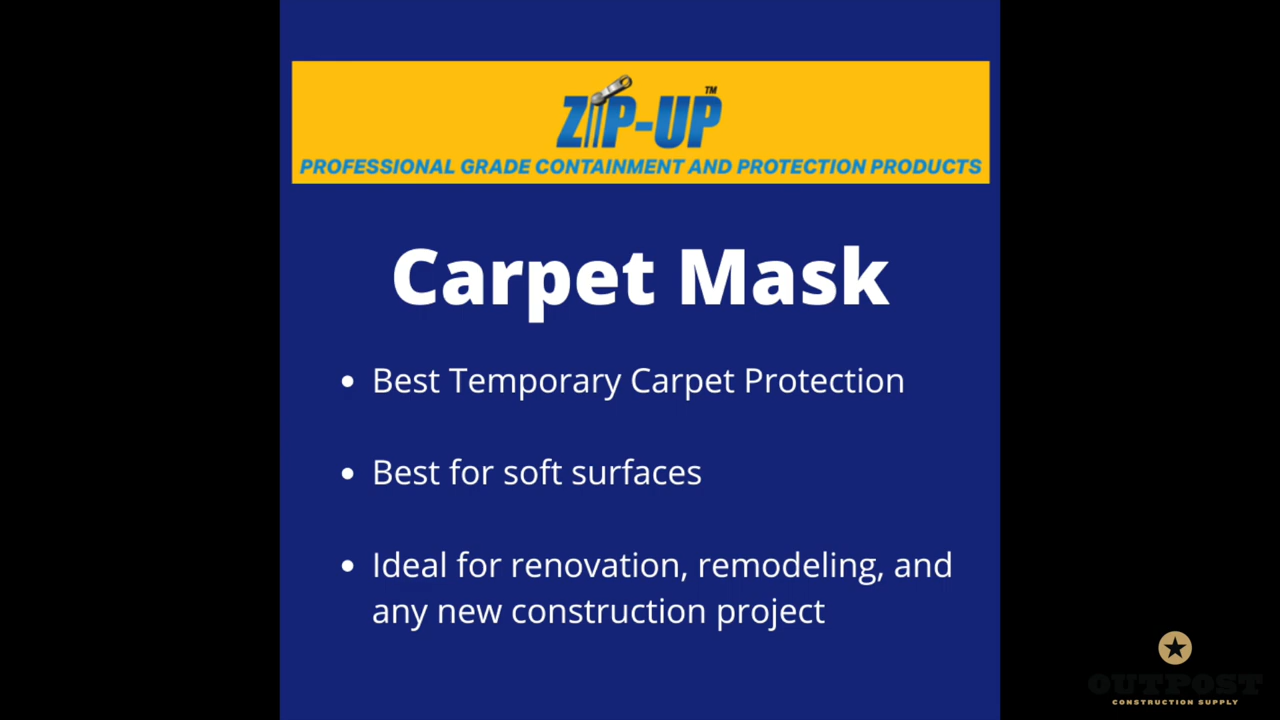 ZIP-UP™
PROFESSIONAL GRADE CONTAINMENT AND PROTECTION PRODUCTS
Carpet Mask
• Best Temporary Carpet Protection
• Best for soft surfaces
• Ideal for renovation, remodeling, and
any new construction project
OUTPOST
CONSTRUCTION SUPPLY